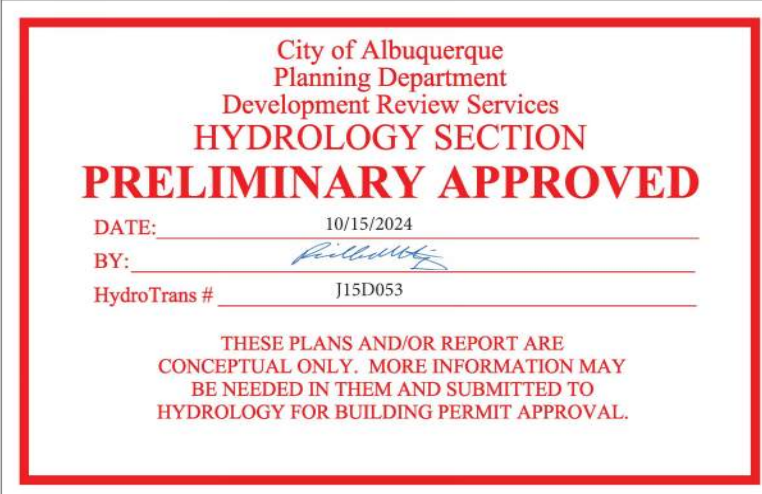 City of Albuquerque
Planning Department
Development Review Services
HYDROLOGY SECTION
PRELIMINARY APPROVED
DATE: 10/15/2024
BY:
HydroTrans # J15D053
THESE PLANS AND/OR REPORT ARE
CONCEPTUAL ONLY. MORE INFORMATION MAY
BE NEEDED IN THEM AND SUBMITTED TO
HYDROLOGY FOR BUILDING PERMIT APPROVAL.